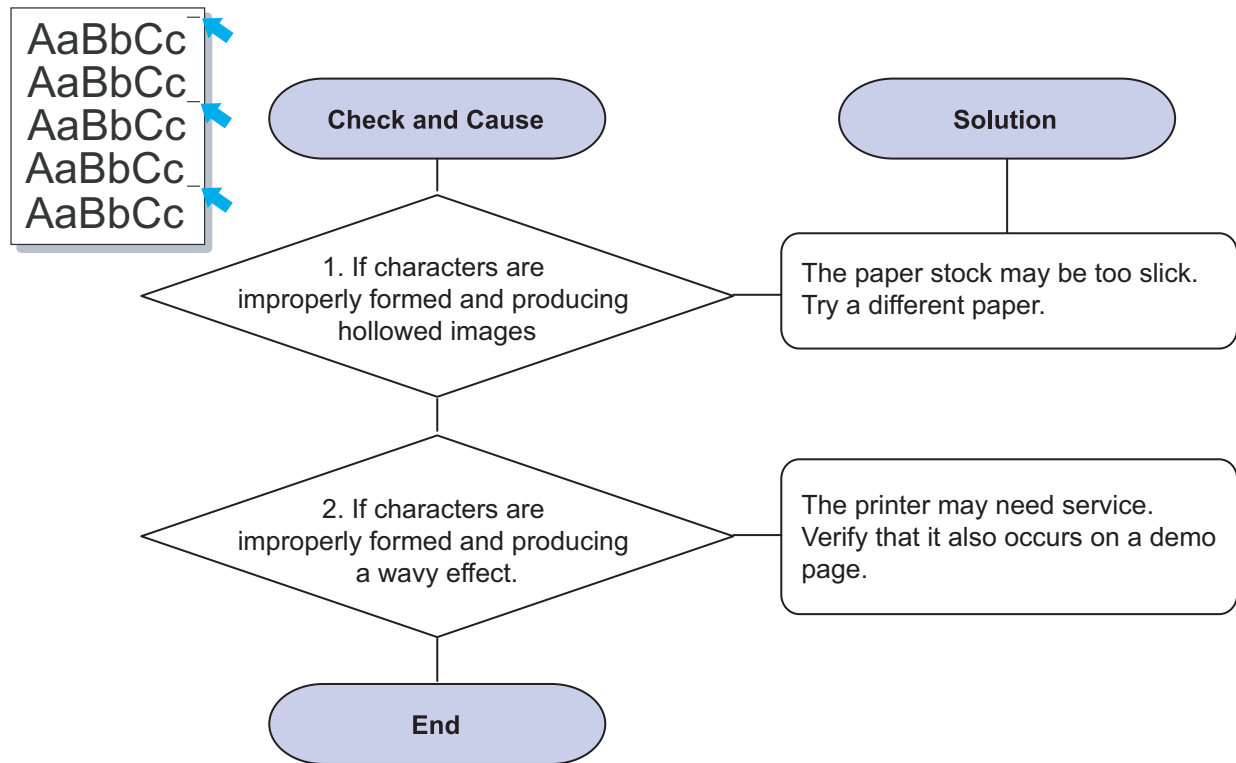 AaBbCc
AaBbCc
AaBbCc
AaBbCc
AaBbCc
Check and Cause
Solution
1. If characters are
improperly formed and producing
hollowed images
The paper stock may be too slick.
Try a different paper.
2. If characters are
improperly formed and producing
a wavy effect.
The printer may need service.
Verify that it also occurs on a demo
page.
End